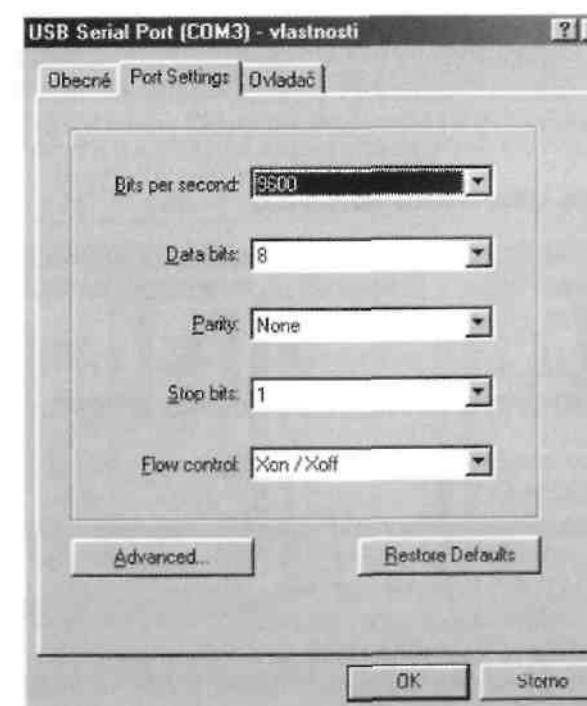 USB Serial Port (COM3) - vlastnosti ?
Obecné Port Settings Ovladač
Bits per second: 9600
Data bits: 8
Parity: None
Stop bits: 1
Flow control: Xon / Xoff
Advanced... Restore Defaults
OK Storno